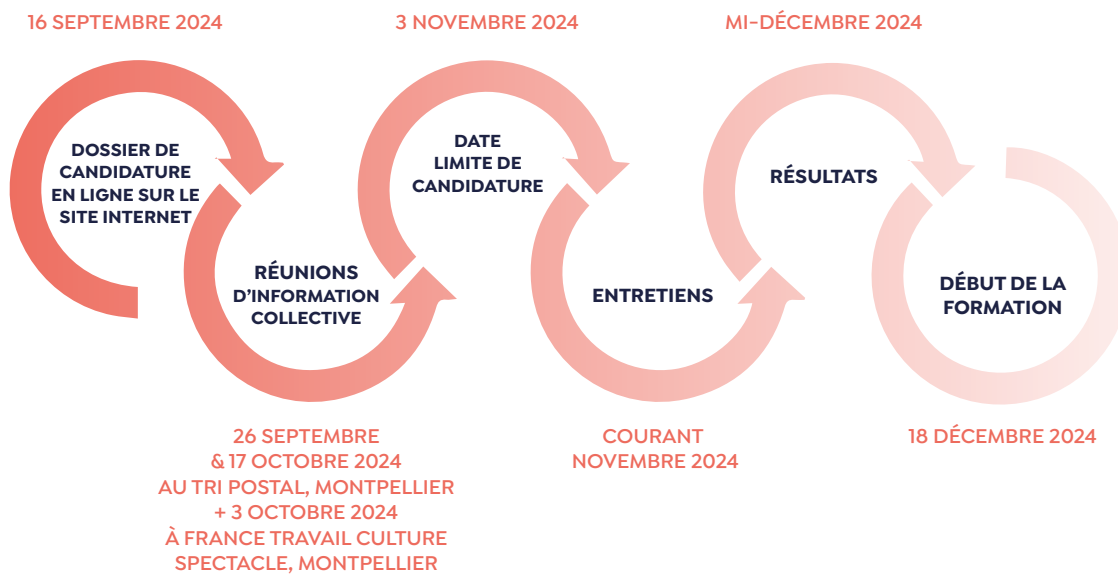 16 SEPTEMBRE 2024
DOSSIER DE
CANDIDATURE
EN LIGNE SUR LE
SITE INTERNET
RÉUNIONS
D'INFORMATION
COLLECTIVE
26 SEPTEMBRE
& 17 OCTOBRE 2024
AU TRI POSTAL, MONTPELLIER
+ 3 OCTOBRE 2024
À FRANCE TRAVAIL CULTURE
SPECTACLE, MONTPELLIER
3 NOVEMBRE 2024
DATE
LIMITE DE
CANDIDATURE
ENTRETIENS
COURANT
NOVEMBRE 2024
MI-DÉCEMBRE 2024
RÉSULTATS
DÉBUT DE LA
FORMATION
18 DÉCEMBRE 2024